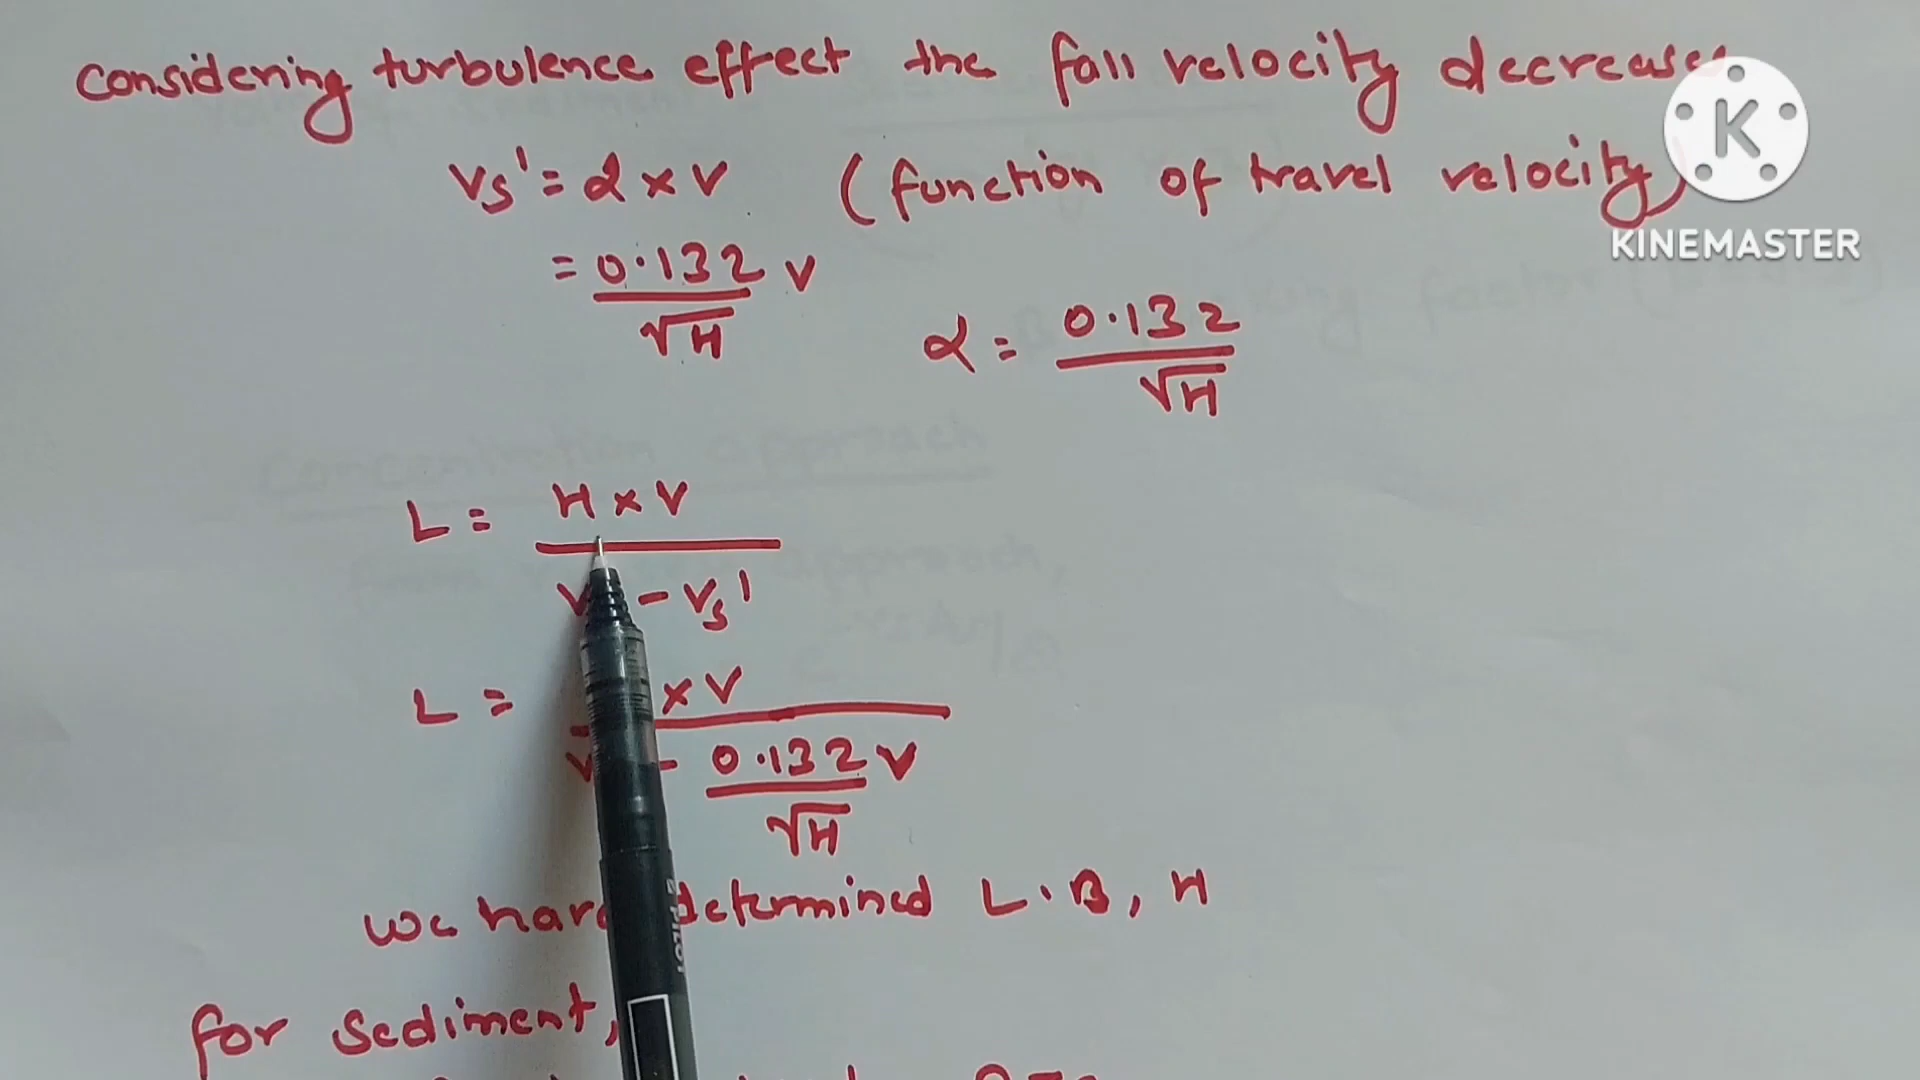 considering turbulence effect the fall velocity decreases
Vs' = α × V (function of travel velocity)
= 0.132/√H V
α = 0.132/√H
L = H × V
V - Vs'
L = × V
V - 0.132/√H V
we have determined L, B, H
for sediment,
K
KINEMASTER
PILOT